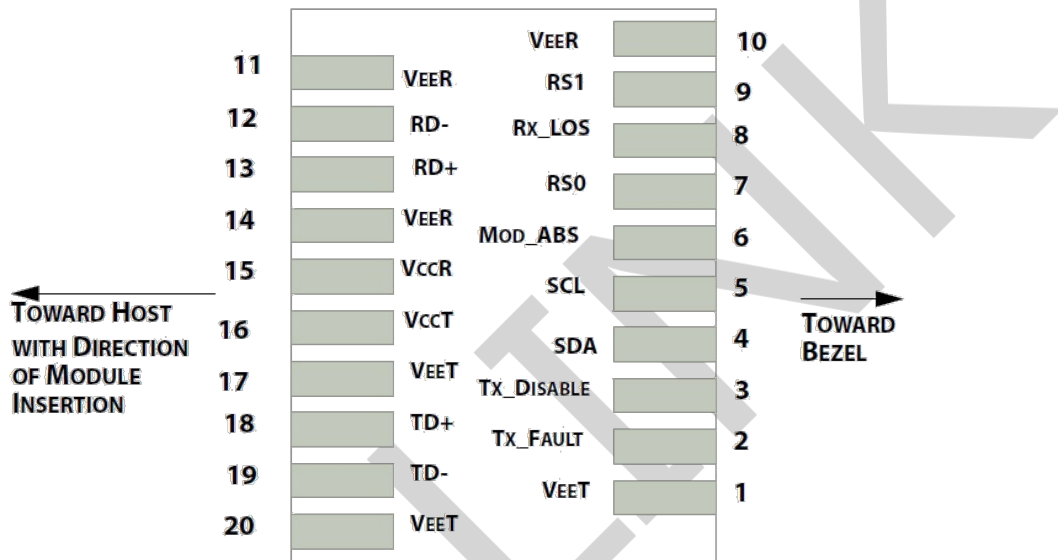 11 VEER
12 RD-
13 RD+
14 VEER
15 VCCR
16 VCCT
17 VEET
18 TD+
19 TD-
20 VEET
VEER 10
RS1 9
RX_LOS 8
RS0 7
MOD_ABS 6
SCL 5
SDA 4
TX_DISABLE 3
TX_FAULT 2
VEET 1
TOWARD HOST
WITH DIRECTION
OF MODULE
INSERTION
TOWARD
BEZEL
LINK